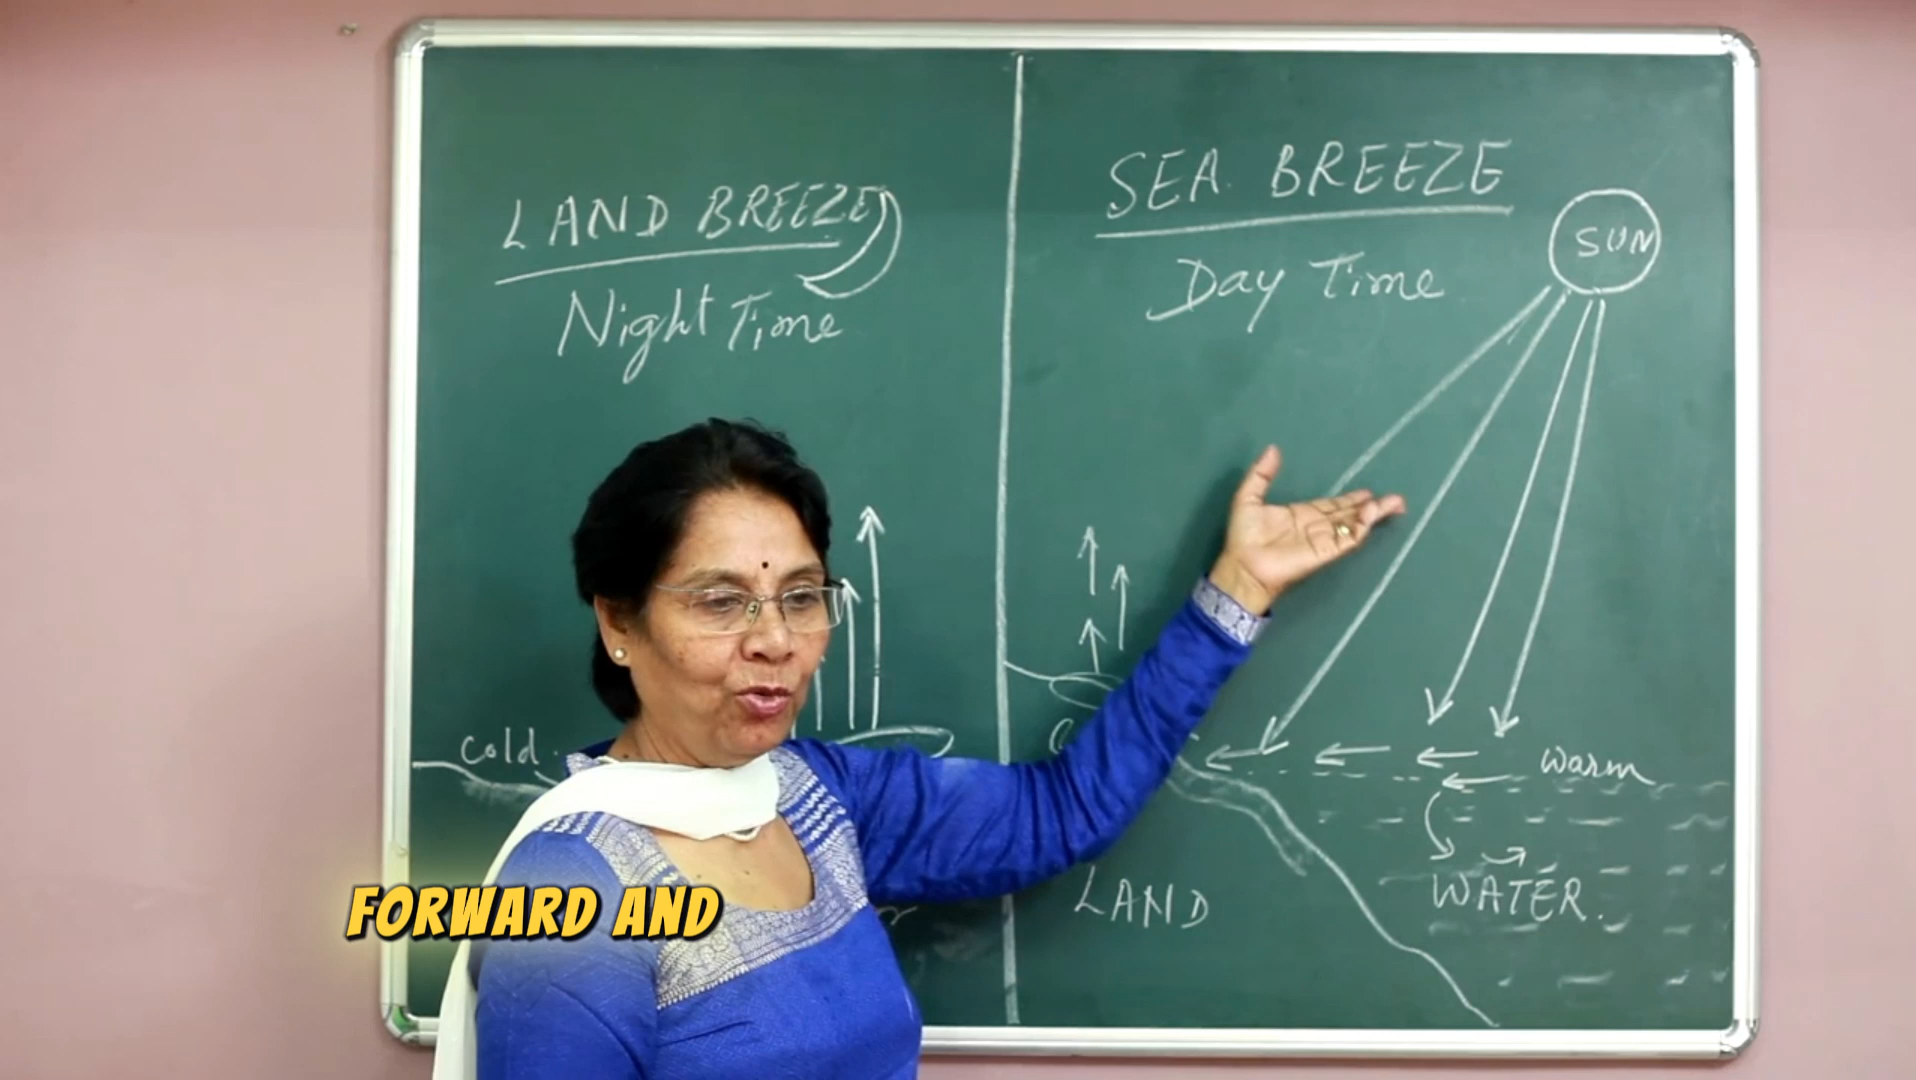 LAND BREEZE
Night Time
cold
SEA BREEZE
Day Time
SUN
warm
LAND
WATER.
FORWARD AND